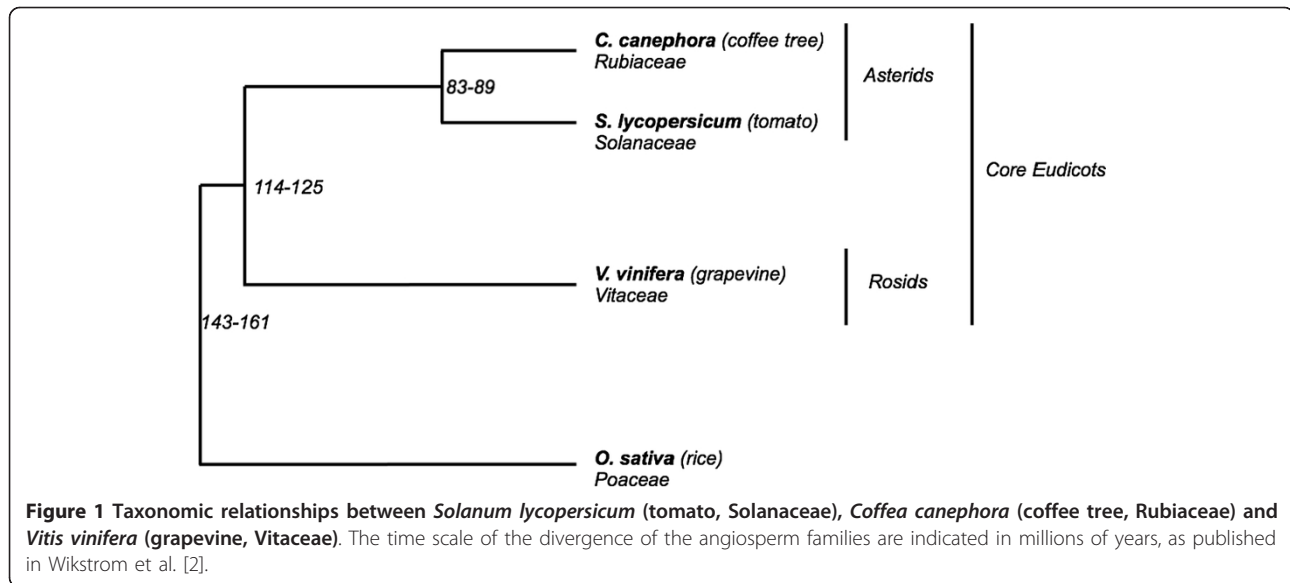 C. canephora (coffee tree)
Rubiaceae
Asterids
83-89
S. lycopersicum (tomato)
Solanaceae
Core Eudicots
114-125
V. vinifera (grapevine)
Vitaceae
Rosids
143-161
O. sativa (rice)
Poaceae
Figure 1 Taxonomic relationships between Solanum lycopersicum (tomato, Solanaceae), Coffea canephora (coffee tree, Rubiaceae) and
Vitis vinifera (grapevine, Vitaceae). The time scale of the divergence of the angiosperm families are indicated in millions of years, as published
in Wikstrom et al. [2].